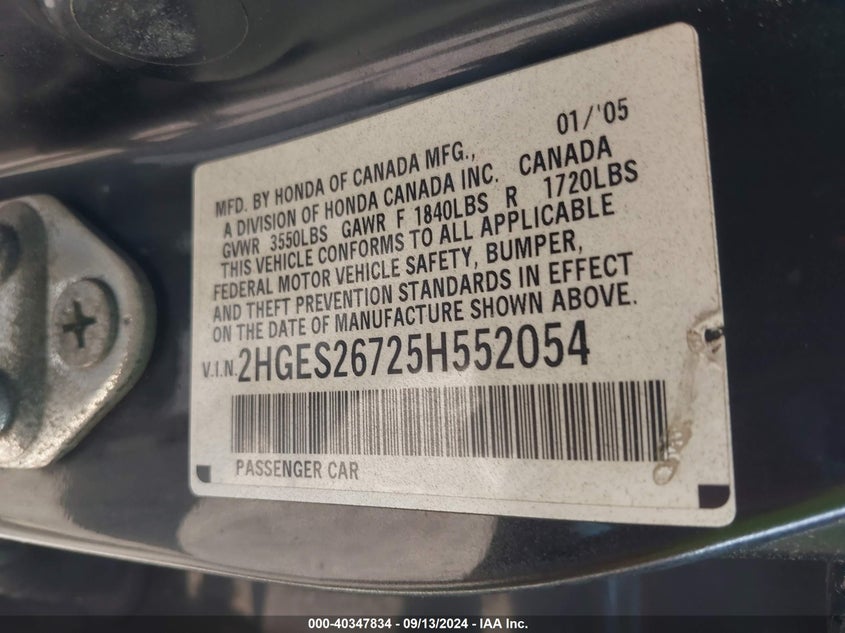 01/'05
MFD. BY HONDA OF CANADA MFG.,
A DIVISION OF HONDA CANADA INC. CANADA
GVWR 3550LBS GAWR F 1840LBS R 1720LBS
THIS VEHICLE CONFORMS TO ALL APPLICABLE
FEDERAL MOTOR VEHICLE SAFETY, BUMPER,
AND THEFT PREVENTION STANDARDS IN EFFECT
ON THE DATE OF MANUFACTURE SHOWN ABOVE.
V.I.N. 2HGES26725H552054
PASSENGER CAR
000-40347834 - 09/13/2024 - IAA Inc.